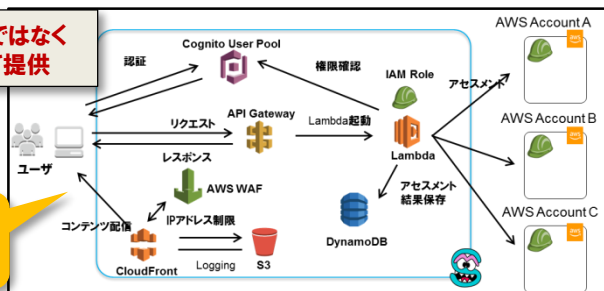 ではなく
提供
認証
Cognito User Pool
権限確認
IAM Role
アセスメント
AWS Account A
リクエスト
API Gateway
Lambda起動
Lambda
AWS Account B
ユーザ
レスポンス
AWS WAF
アセスメント
結果保存
コンテンツ配信
IPアドレス制限
DynamoDB
AWS Account C
CloudFront
Logging
S3